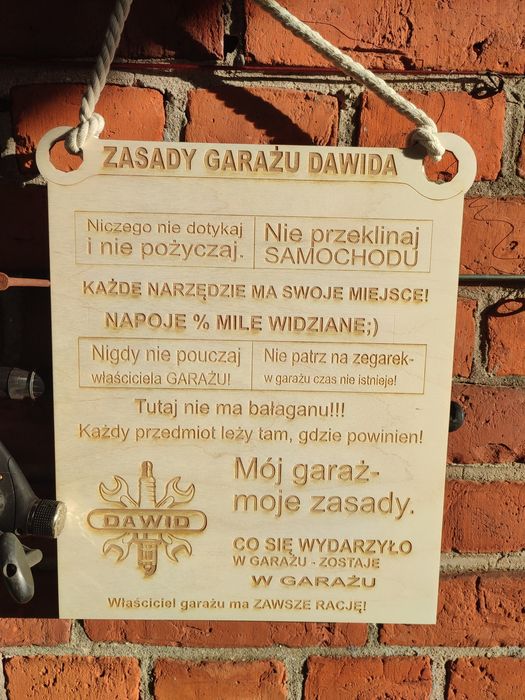 ZASADY GARAŻU DAWIDA
Niczego nie dotykaj
i nie pożyczaj.
Nie przeklinaj
SAMOCHODU
KAŻDE NARZĘDZIE MA SWOJE MIEJSCE!
NAPOJE % MILE WIDZIANE;)
Nigdy nie pouczaj
właściciela GARAŻU!
Nie patrz na zegarek-
w garażu czas nie istnieje!
Tutaj nie ma bałaganu!!!
Każdy przedmiot leży tam, gdzie powinien!
DAWID
Mój garaż-
moje zasady.
CO SIĘ WYDARZYŁO
W GARAŻU - ZOSTAJE
W GARAŻU
Właściciel garażu ma ZAWSZE RACJĘ!